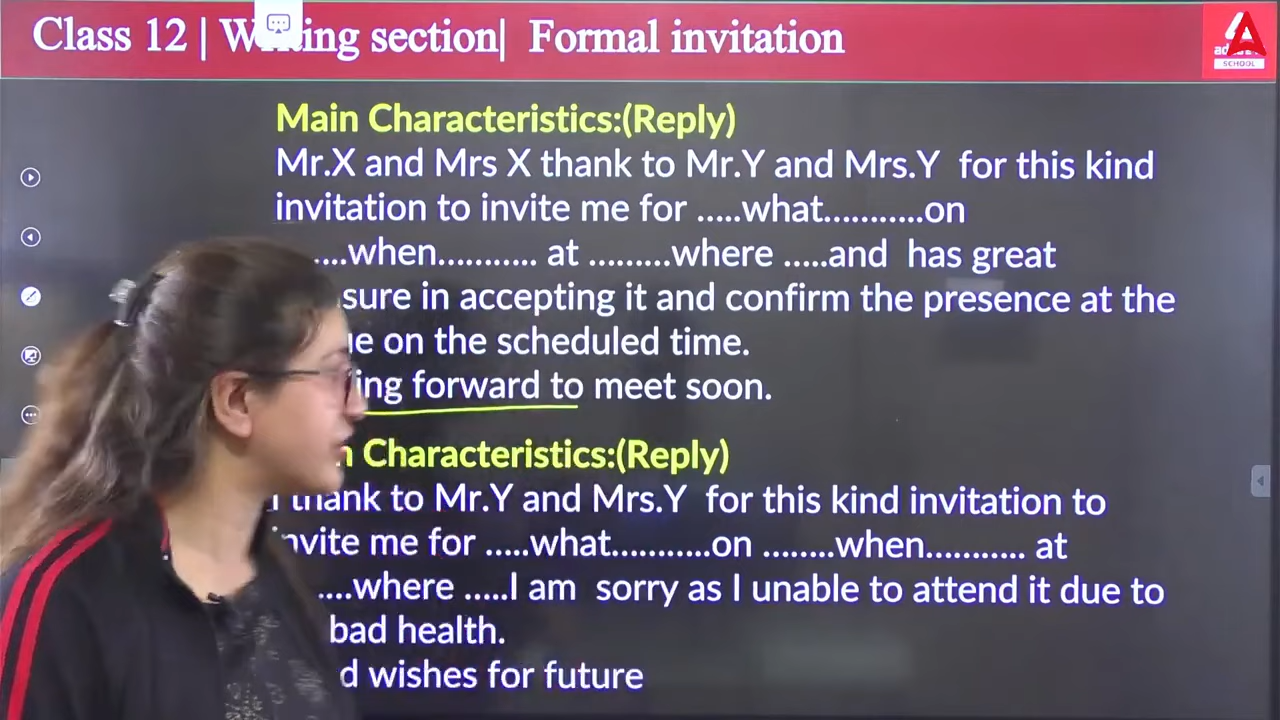 Class 12 | Writing section| Formal invitation
SCHOOL
Main Characteristics:(Reply)
Mr.X and Mrs X thank to Mr.Y and Mrs.Y for this kind
invitation to invite me for .....what...........on
....when........... at .........where .....and has great
sure in accepting it and confirm the presence at the
e on the scheduled time.
ing forward to meet soon.
n Characteristics:(Reply)
I thank to Mr.Y and Mrs.Y for this kind invitation to
invite me for .....what...........on ........when........... at
....where .....I am sorry as I unable to attend it due to
bad health.
d wishes for future